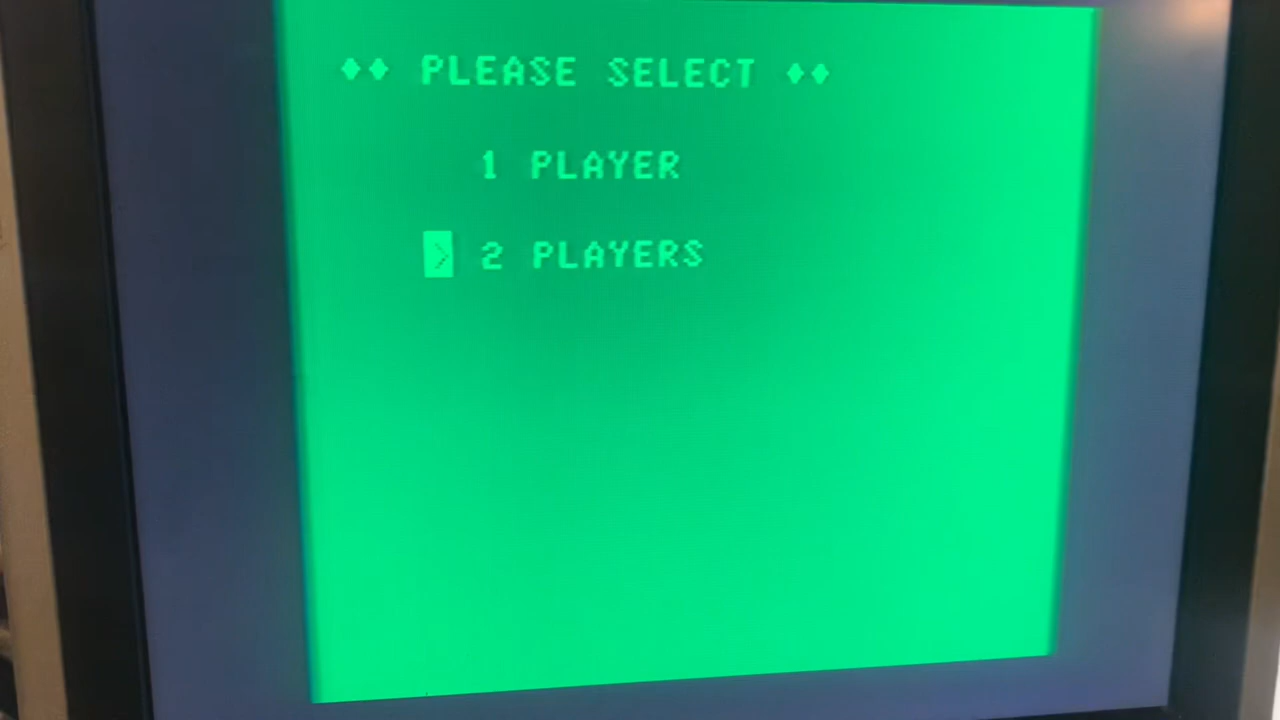 ♦♦ PLEASE SELECT ♦♦
1 PLAYER
> 2 PLAYERS